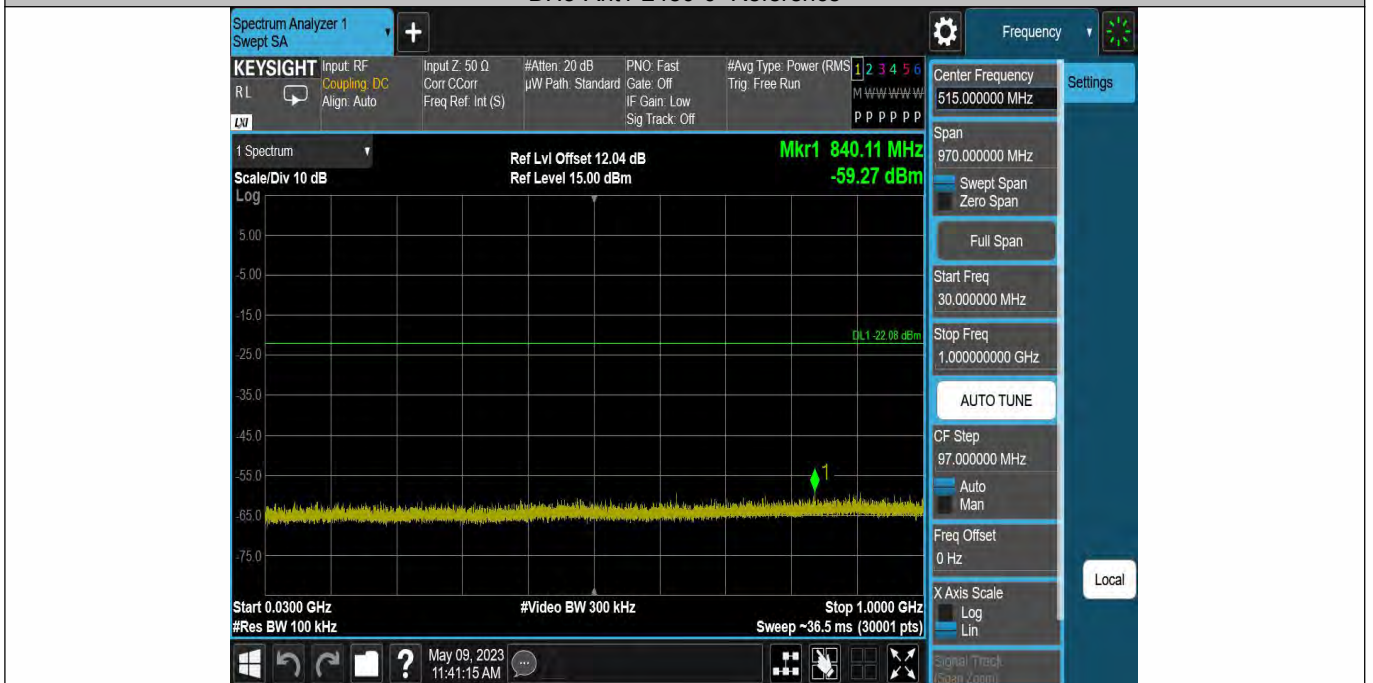 Spectrum Analyzer 1
Swept SA
+
Frequency
KEYSIGHT
RL
LXI
Input: RF
Coupling: DC
Align: Auto
Input Z: 50 Ω
Corr CCorr
Freq Ref: Int (S)
#Atten: 20 dB
µW Path: Standard
PNO: Fast
Gate: Off
IF Gain: Low
Sig Track: Off
#Avg Type: Power (RMS
Trig: Free Run
1 2 3 4 5 6
M W W W W W
P P P P P P
1 Spectrum
Scale/Div 10 dB
Ref Lvl Offset 12.04 dB
Ref Level 15.00 dBm
Mkr1 840.11 MHz
-59.27 dBm
Log
5.00
-5.00
-15.0
DL1 -22.08 dBm
-25.0
-35.0
-45.0
-55.0
1
-65.0
-75.0
Start 0.0300 GHz
#Res BW 100 kHz
#Video BW 300 kHz
Stop 1.0000 GHz
Sweep ~36.5 ms (30001 pts)
?
May 09, 2023
11:41:15 AM
Center Frequency
515.000000 MHz
Settings
Span
970.000000 MHz
Swept Span
Zero Span
Full Span
Start Freq
30.000000 MHz
Stop Freq
1.000000000 GHz
AUTO TUNE
CF Step
97.000000 MHz
Auto
Man
Freq Offset
0 Hz
X Axis Scale
Log
Lin
Local
Signal Track
(Span Zoom)